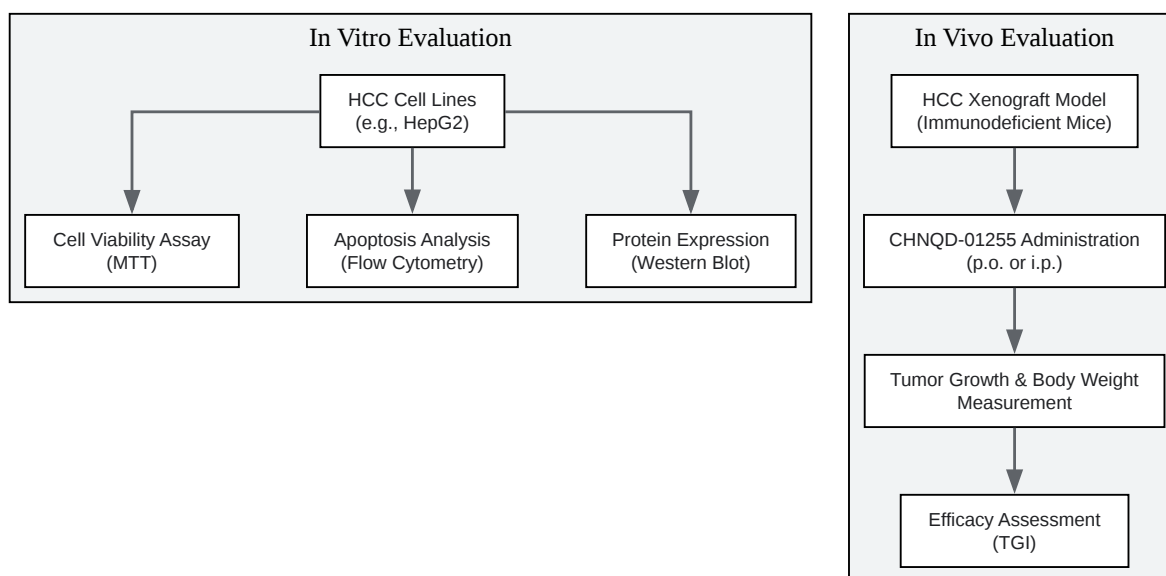 In Vitro Evaluation
HCC Cell Lines
(e.g., HepG2)
Cell Viability Assay
(MTT)
Apoptosis Analysis
(Flow Cytometry)
Protein Expression
(Western Blot)
In Vivo Evaluation
HCC Xenograft Model
(Immunodeficient Mice)
CHNQD-01255 Administration
(p.o. or i.p.)
Tumor Growth & Body Weight
Measurement
Efficacy Assessment
(TGI)